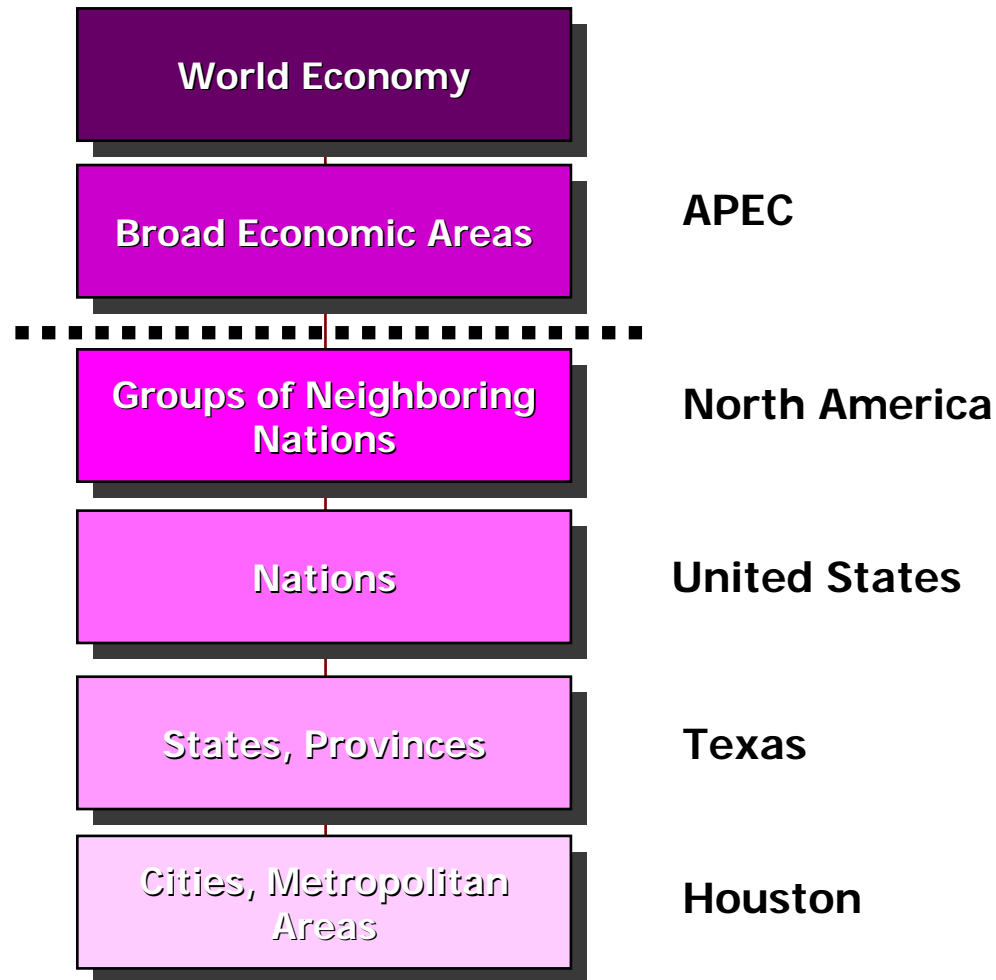 World Economy
Broad Economic Areas
APEC
Groups of Neighboring
Nations
North America
Nations
United States
States, Provinces
Texas
Cities, Metropolitan
Areas
Houston